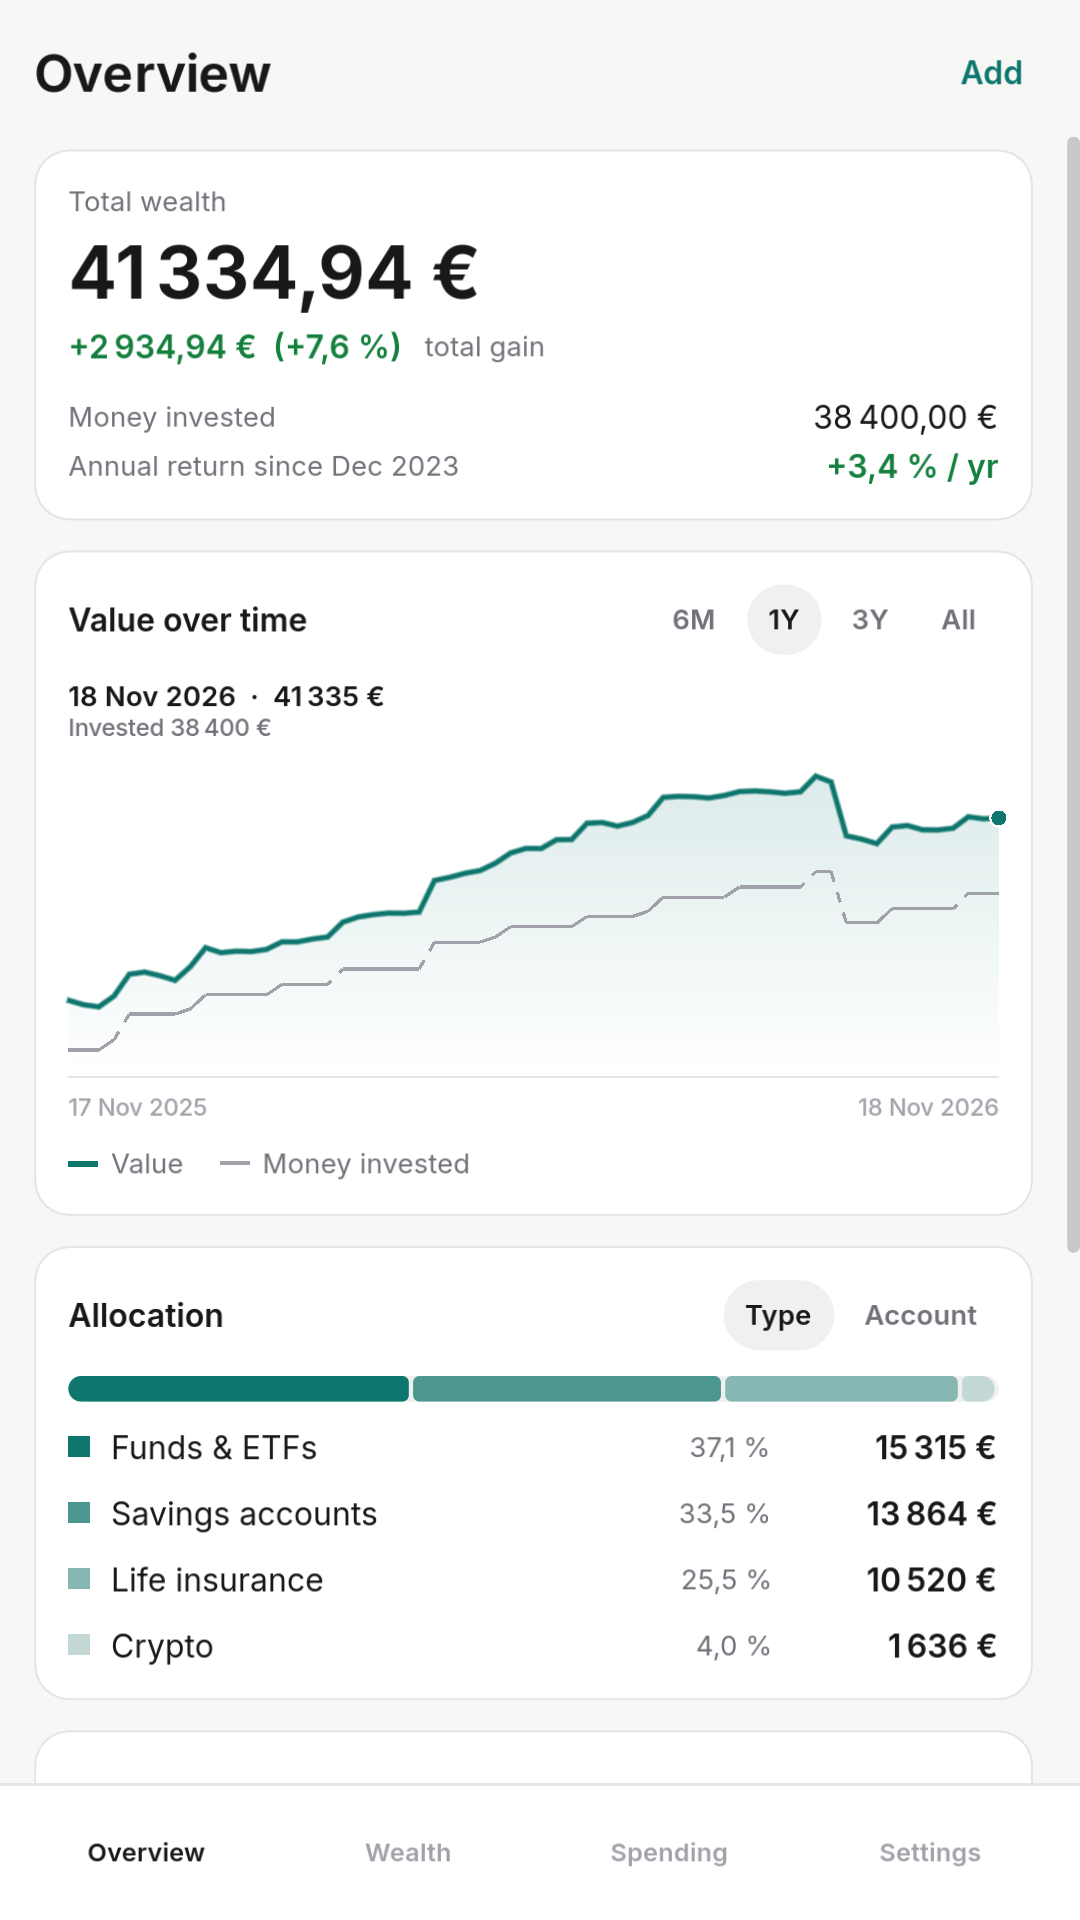 Overview
Add
Total wealth
41 334,94 €
+2 934,94 € (+7,6 %) total gain
Money invested 38 400,00 €
Annual return since Dec 2023 +3,4 % / yr
Value over time 6M 1Y 3Y All
18 Nov 2026 · 41 335 €
Invested 38 400 €
17 Nov 2025 18 Nov 2026
Value Money invested
Allocation Type Account
Funds & ETFs 37,1 % 15 315 €
Savings accounts 33,5 % 13 864 €
Life insurance 25,5 % 10 520 €
Crypto 4,0 % 1 636 €
Overview Wealth Spending Settings